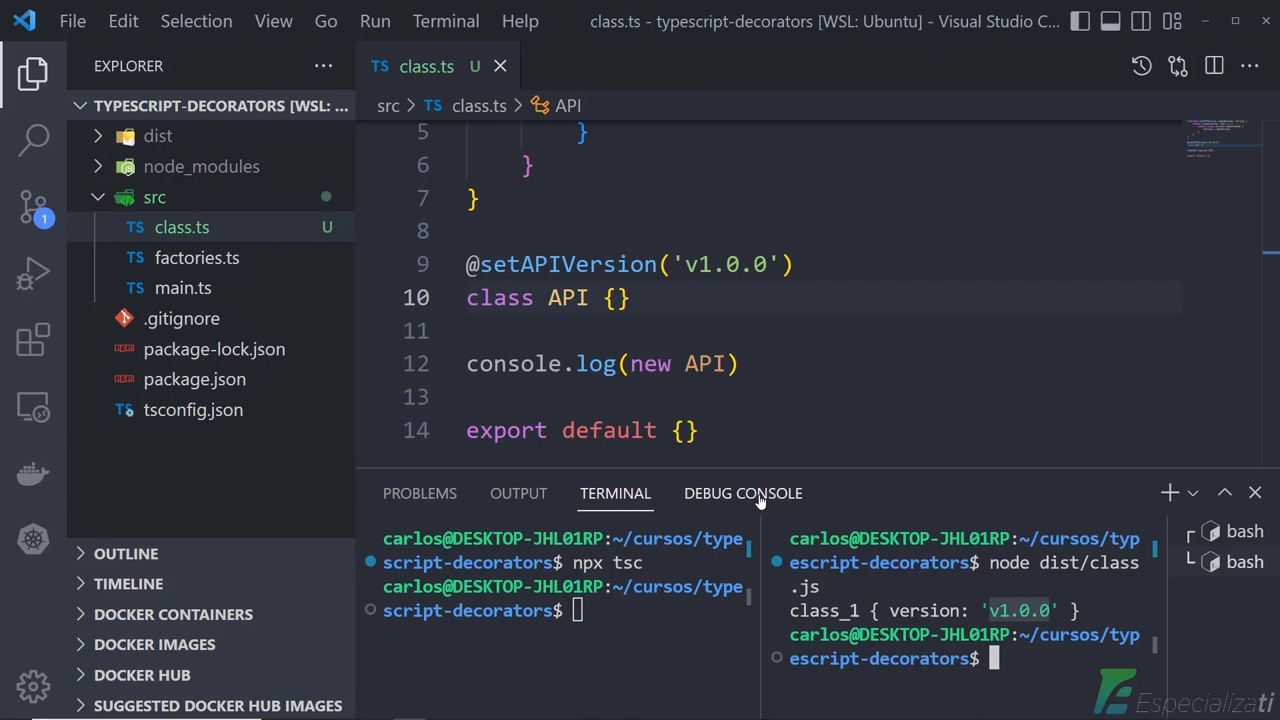 File Edit Selection View Go Run Terminal Help class.ts - typescript-decorators [WSL: Ubuntu] - Visual Studio C...
EXPLORER
TYPESCRIPT-DECORATORS [WSL: ...
dist
node_modules
src
TS class.ts U
TS factories.ts
TS main.ts
.gitignore
package-lock.json
package.json
TS tsconfig.json
OUTLINE
TIMELINE
DOCKER CONTAINERS
DOCKER IMAGES
DOCKER HUB
SUGGESTED DOCKER HUB IMAGES
1
TS class.ts U
src > TS class.ts > API
5 }
6 }
7 }
8
9 @setAPIVersion('v1.0.0')
10 class API {}
11
12 console.log(new API)
13
14 export default {}
PROBLEMS OUTPUT TERMINAL DEBUG CONSOLE
carlos@DESKTOP-JHL01RP:~/cursos/type
script-decorators$ npx tsc
carlos@DESKTOP-JHL01RP:~/cursos/type
script-decorators$
carlos@DESKTOP-JHL01RP:~/cursos/typ
escript-decorators$ node dist/class
.js
class_1 { version: 'v1.0.0' }
carlos@DESKTOP-JHL01RP:~/cursos/typ
escript-decorators$
bash
bash
Especializati